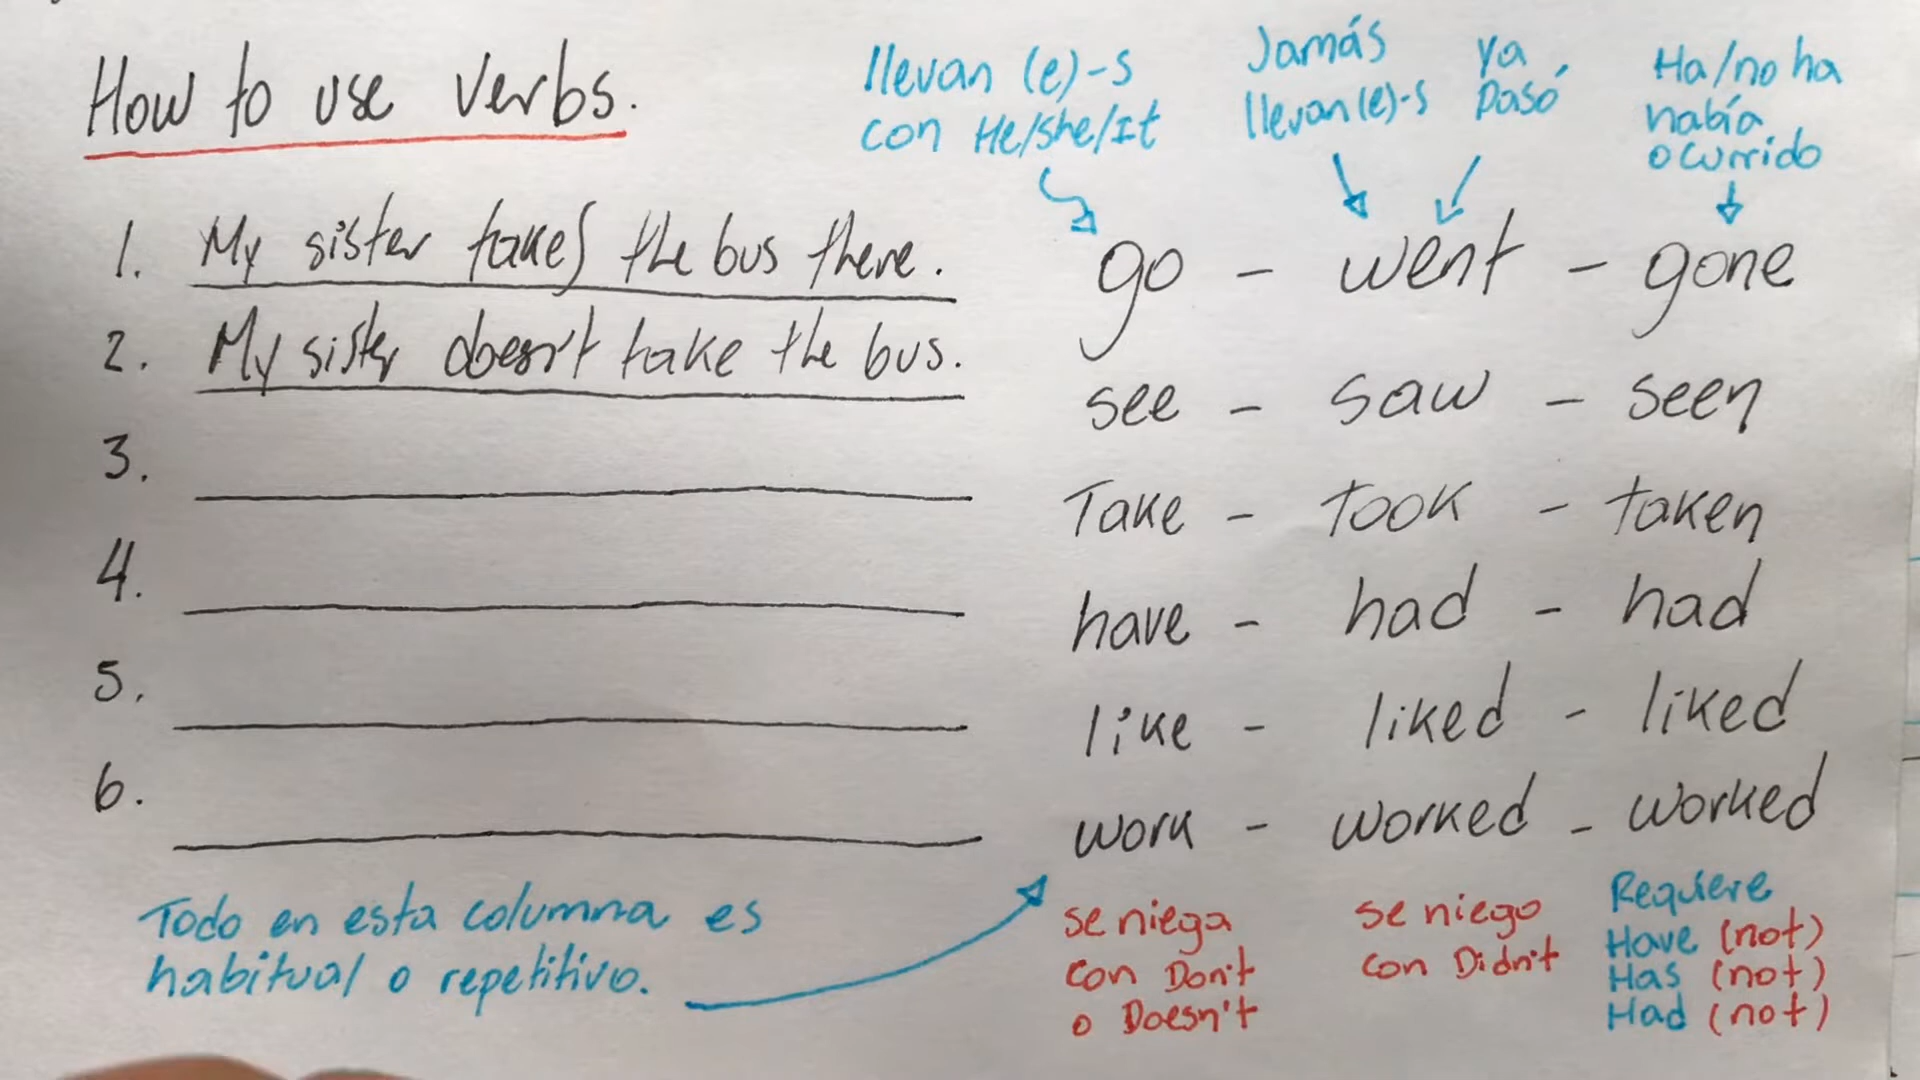 How to use verbs.
llevan (e)-s
con He/She/It
Jamás
llevan(e)-s
ya
pasó
Ha/no ha
había
ocurrido
1. My sister takes the bus there.
2. My sister doesn't take the bus.
3.
4.
5.
6.
go - went - gone
see - saw - seen
Take - took - taken
have - had - had
like - liked - liked
work - worked - worked
Todo en esta columna es
habitual o repetitivo.
se niega
con Don't
o Doesn't
se niego
con Didn't
Requiere
Have (not)
Has (not)
Had (not)